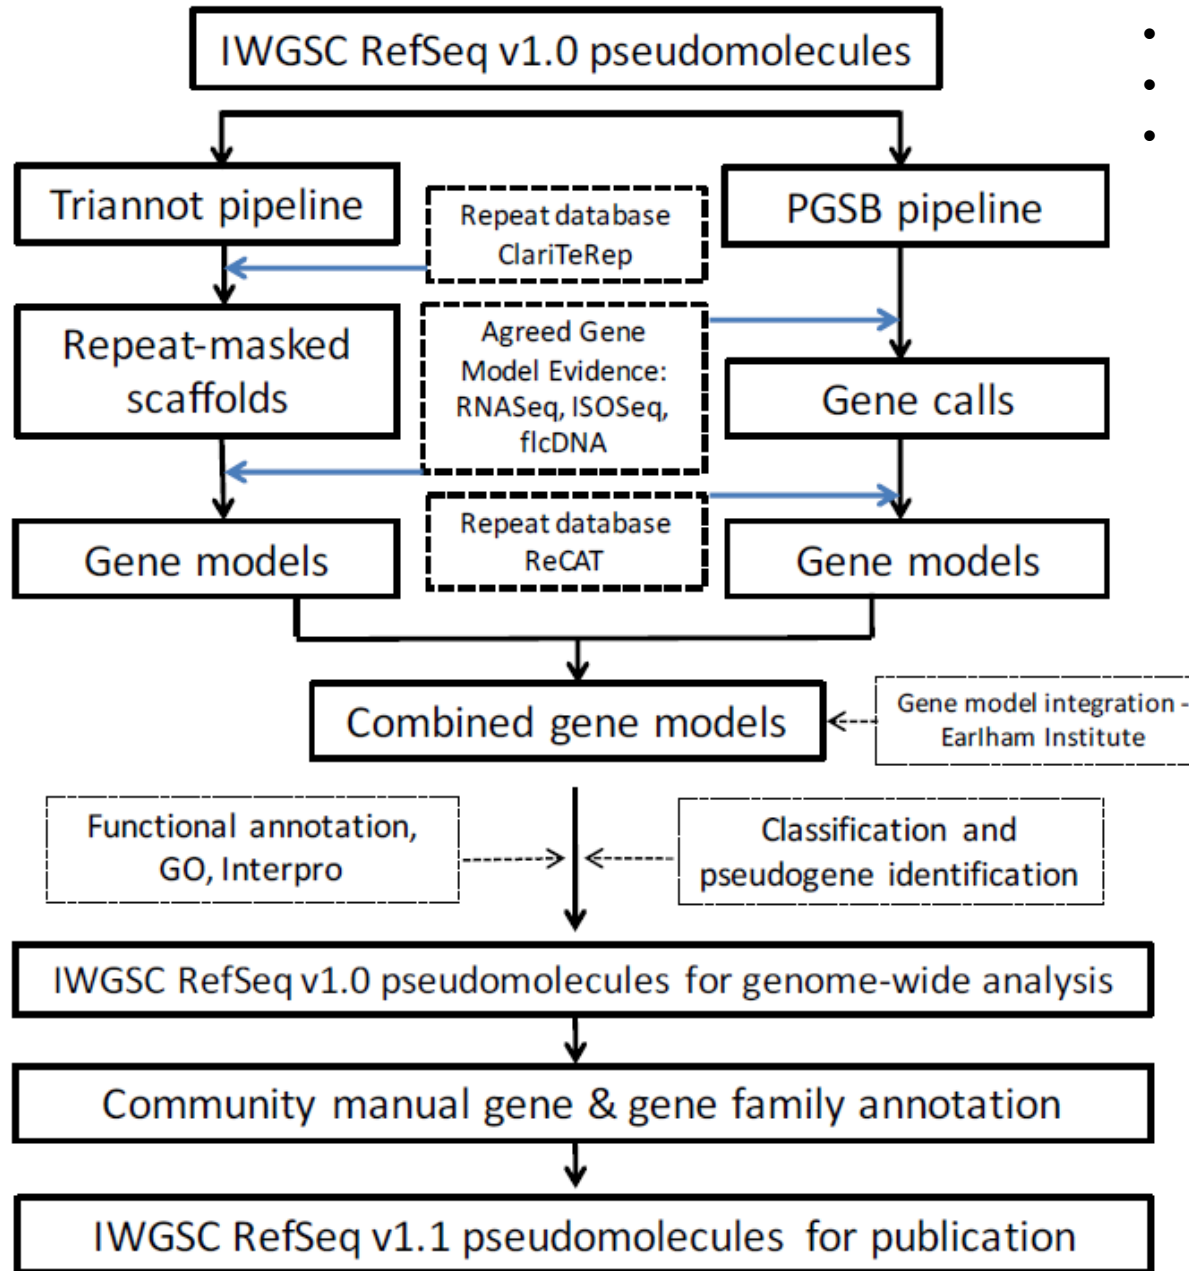 IWGSC RefSeq v1.0 pseudomolecules
Triannot pipeline
Repeat database
ClariTeRep
PGSB pipeline
Repeat-masked
scaffolds
Agreed Gene
Model Evidence:
RNASeq, ISOSeq,
flcDNA
Gene calls
Gene models
Repeat database
ReCAT
Gene models
Combined gene models
Gene model integration -
Earlham Institute
Functional annotation,
GO, Interpro
Classification and
pseudogene identification
IWGSC RefSeq v1.0 pseudomolecules for genome-wide analysis
Community manual gene & gene family annotation
IWGSC RefSeq v1.1 pseudomolecules for publication